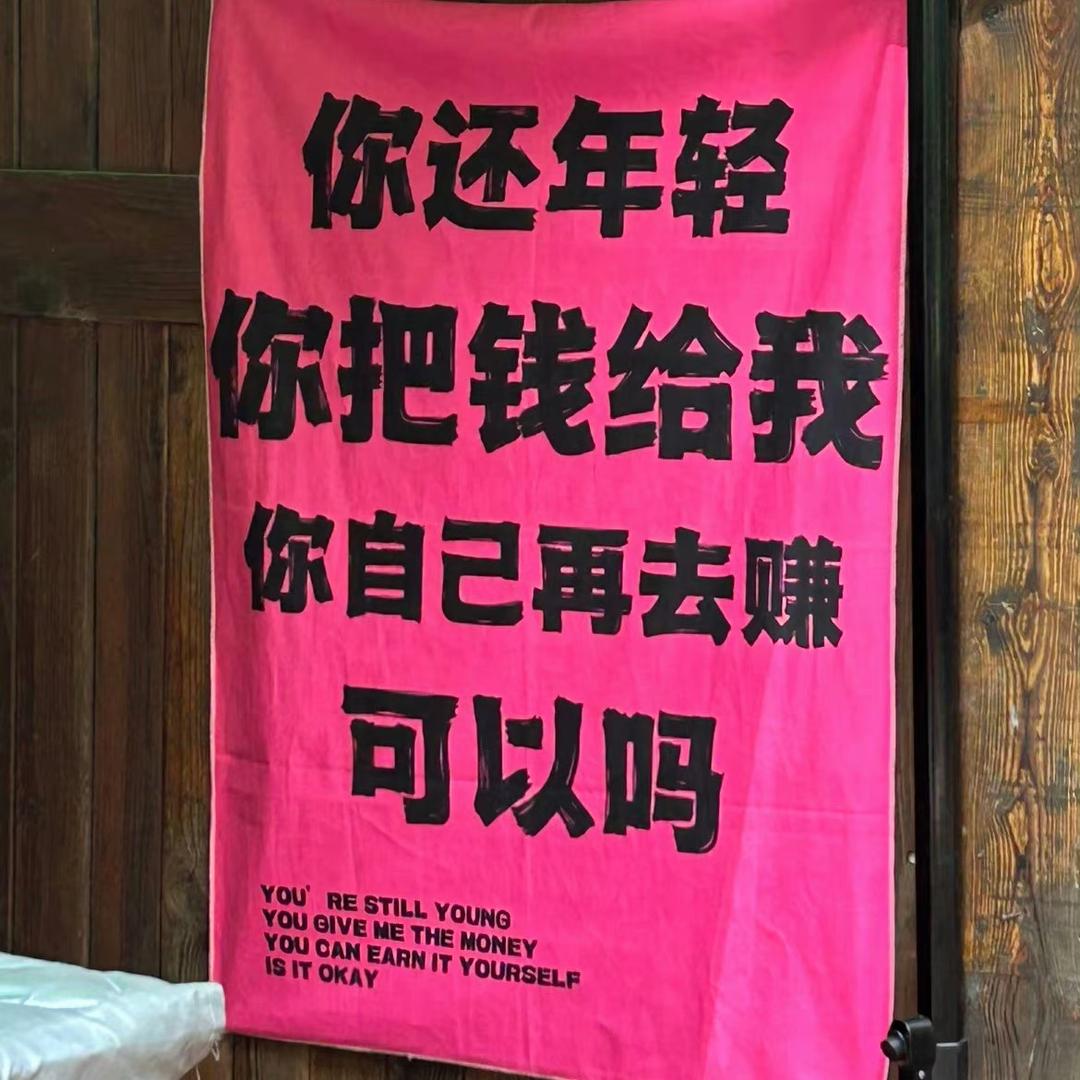 你还年轻
你把钱给我
你自己再去赚
可以吗
YOU' RE STILL YOUNG
YOU GIVE ME THE MONEY
YOU CAN EARN IT YOURSELF
IS IT OKAY